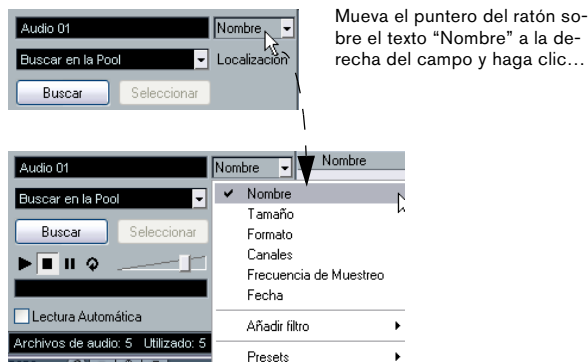 Audio 01
Nombre
Mueva el puntero del ratón so-
bre el texto “Nombre” a la de-
recha del campo y haga clic…
Buscar en la Pool
Localización
Buscar
Seleccionar
Audio 01
Nombre
Nombre
Buscar en la Pool
Nombre
Tamaño
Buscar
Seleccionar
Formato
Canales
Frecuencia de Muestreo
Fecha
Lectura Automática
Añadir filtro
Archivos de audio: 5 Utilizado: 5
Presets